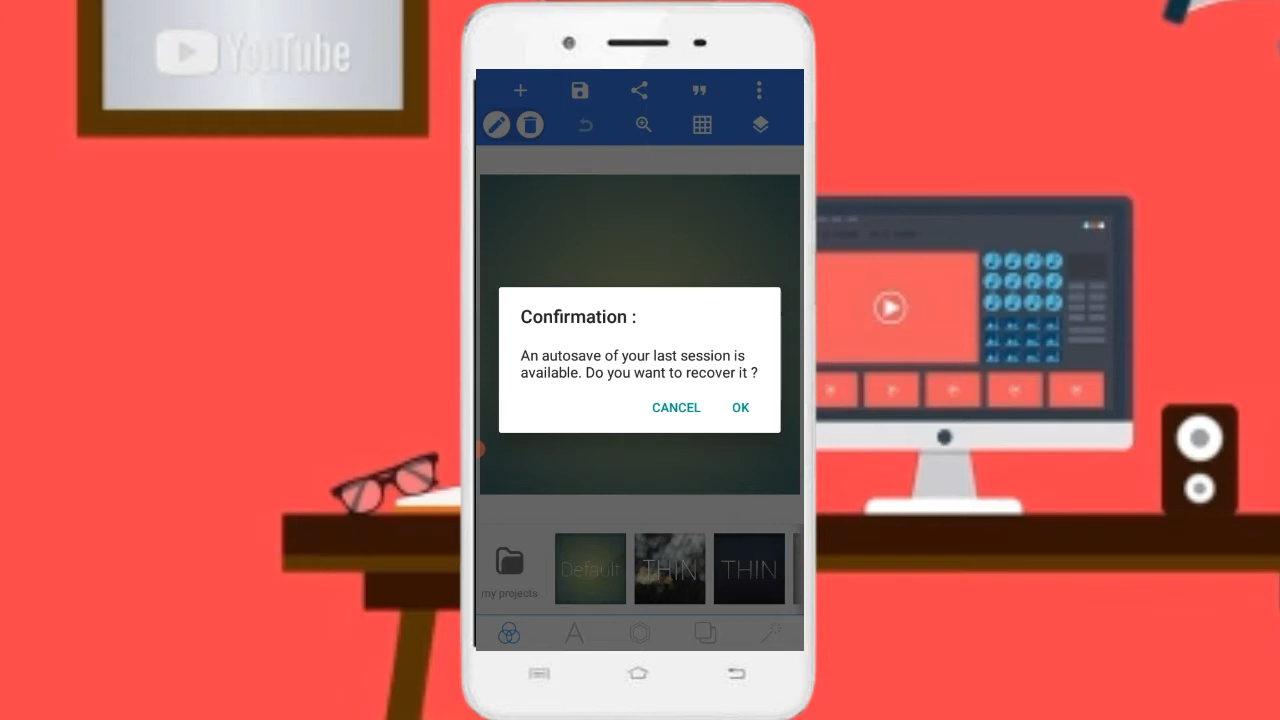 YouTube
Confirmation :
An autosave of your last session is
available. Do you want to recover it ?
CANCEL OK
my projects
Default
THIN
THIN